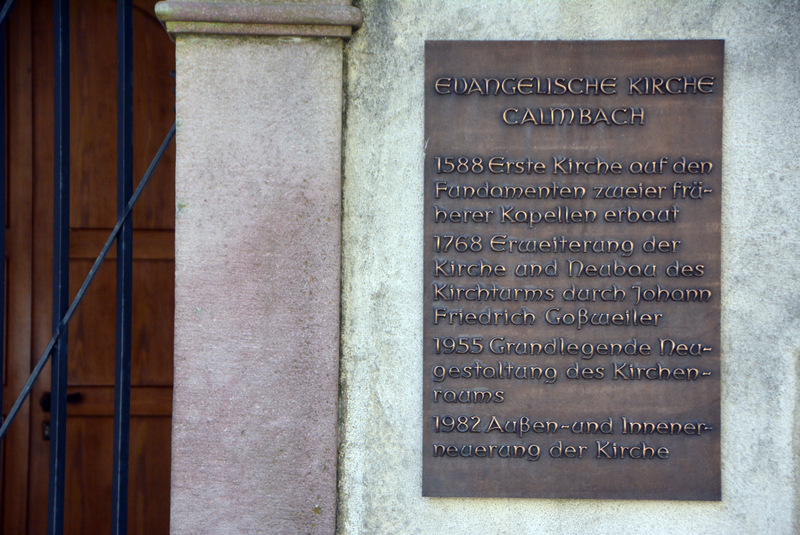 EVANGELISCHE KIRCHE
CALMBACH
1588 Erste Kirche auf den
Fundamenten zweier frü-
herer Kapellen erbaut
1768 Erweiterung der
Kirche und Neubau des
Kirchturms durch Johann
Friedrich Goßweiler
1955 Grundlegende Neu-
gestaltung des Kirchen-
raums
1982 Außen-und Innener-
neuerung der Kirche